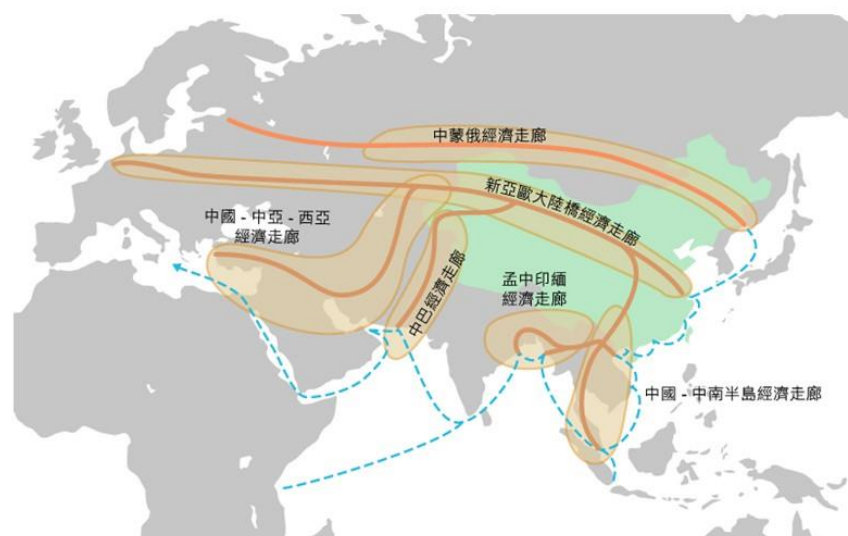 中蒙俄經濟走廊
新亞歐大陸橋經濟走廊
中國 - 中亞 - 西亞
經濟走廊
中巴經濟走廊
孟中印緬
經濟走廊
中國 - 中南半島經濟走廊